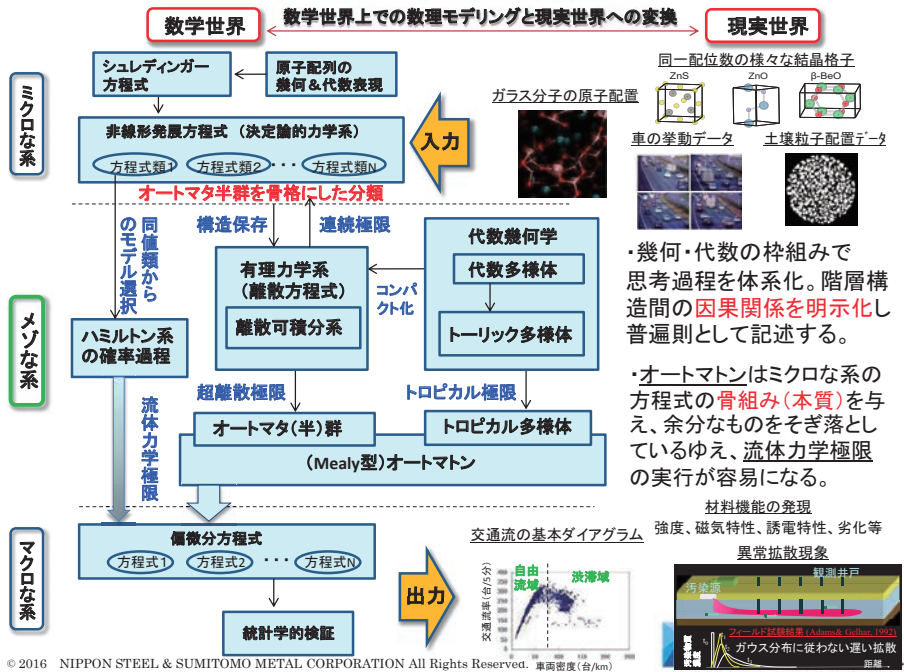 数学世界
数学世界上での数理モデリングと現実世界への変換
現実世界
ミクロな系
シュレディンガー
方程式
原子配列の
幾何&代数表現
非線形発展方程式 (決定論的力学系)
方程式類1
方程式類2
・・・
方程式類N
オートマタ半群を骨格にした分類
入力
ガラス分子の原子配置
同一配位数の様々な結晶格子
ZnS
ZnO
β-BeO
車の挙動データ
土壌粒子配置データ
メゾな系
同値類から
のモデル選択
構造保存
連続極限
有理力学系
(離散方程式)
離散可積分系
コンパ
クト化
代数幾何学
代数多様体
トーリック多様体
ハミルトン系
の確率過程
超離散極限
トロピカル極限
流体力学極限
オートマタ(半)群
トロピカル多様体
(Mealy型)オートマトン
・幾何・代数の枠組みで
思考過程を体系化。階層構
造間の因果関係を明示化し
普遍則として記述する。
・オートマトンはミクロな系の
方程式の骨組み(本質)を与
え、余分なものをそぎ落と
しているゆえ、流体力学極限
の実行が容易になる。
マクロな系
偏微分方程式
方程式1
方程式2
・・・
方程式N
統計学的検証
出力
交通流の基本ダイアグラム
交通流率(台/5分)
自由
流域
渋滞域
車両密度(台/km)
材料機能の発現
強度、磁気特性、誘電特性、劣化等
異常拡散現象
観測井戸
汚染源
フィールド試験結果 (Adams& Gelhar, 1992)
ガウス分布に従わない遅い拡散
距離
© 2016 NIPPON STEEL & SUMITOMO METAL CORPORATION All Rights Reserved.